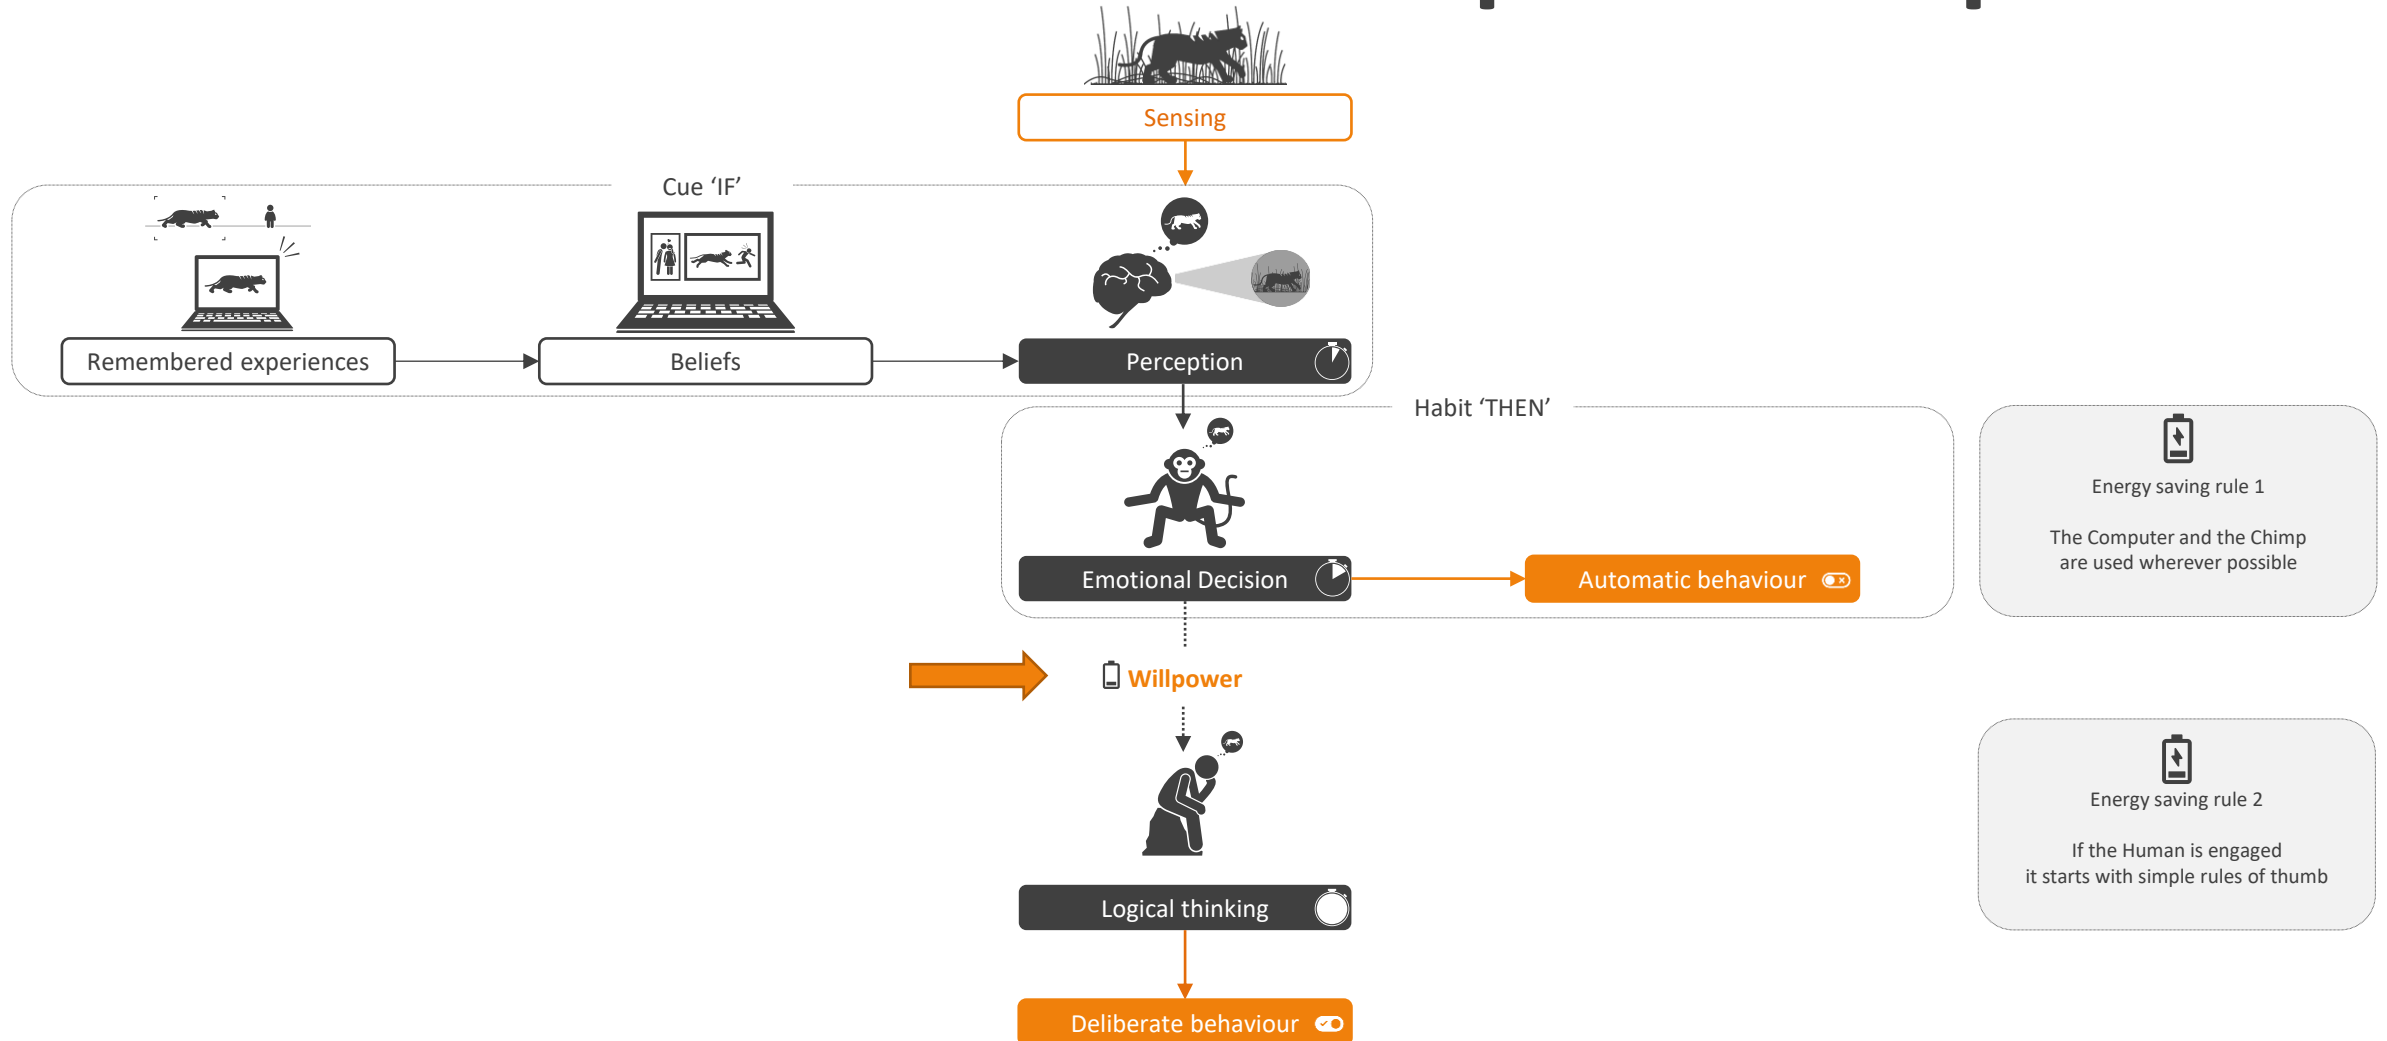 Sensing
Cue ‘IF’
Remembered experiences
Beliefs
Perception
Habit ‘THEN’
Emotional Decision
Automatic behaviour
Energy saving rule 1
The Computer and the Chimp
are used wherever possible
Willpower
Energy saving rule 2
If the Human is engaged
it starts with simple rules of thumb
Logical thinking
Deliberate behaviour